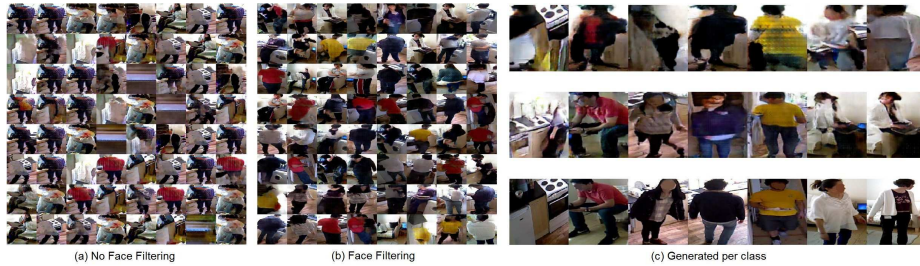 (a) No Face Filtering
(b) Face Filtering
(c) Generated per class